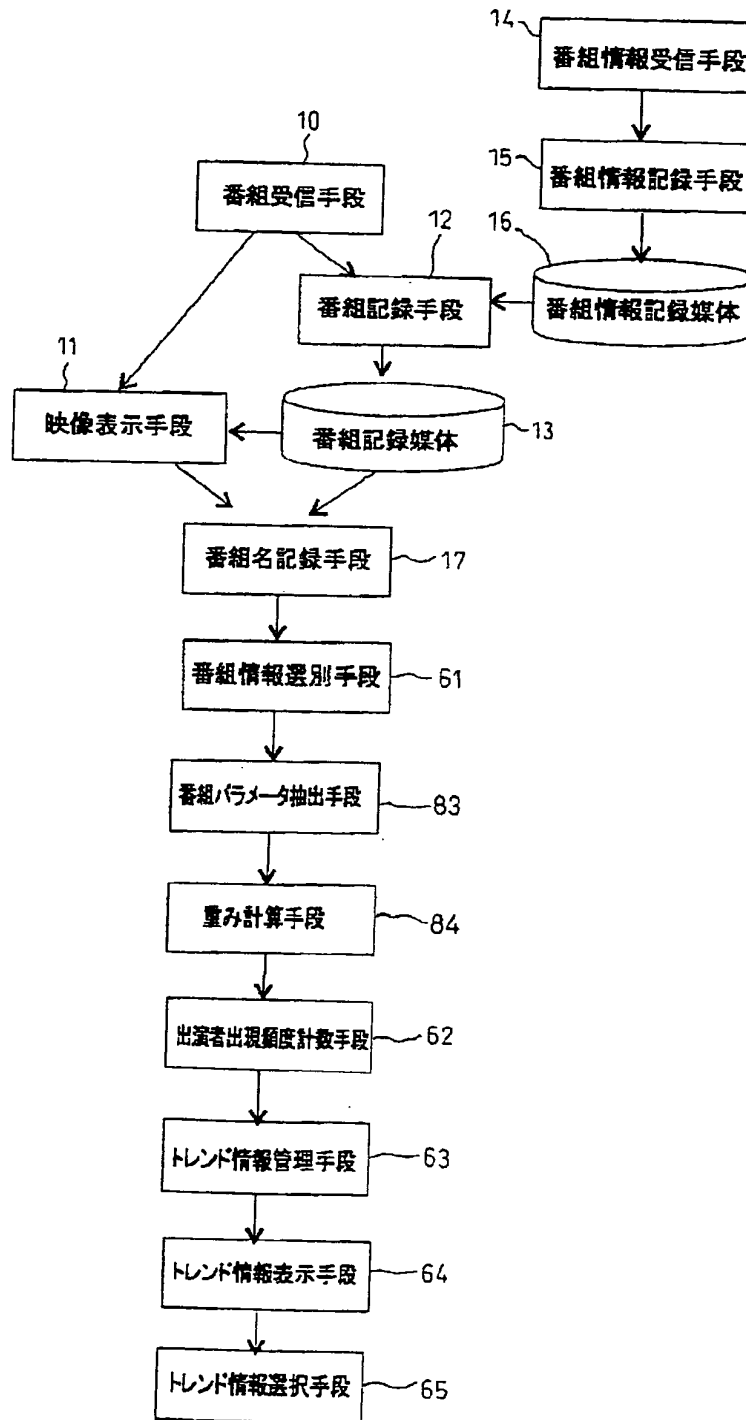 14
番組情報受信手段
15
番組情報記録手段
16
番組情報記録媒体
10
番組受信手段
12
番組記録手段
11
映像表示手段
番組記録媒体
13
番組名記録手段
17
番組情報選別手段
61
番組パラメータ抽出手段
83
重み計算手段
84
出演者出現頻度計数手段
62
トレンド情報管理手段
63
トレンド情報表示手段
64
トレンド情報選択手段
65